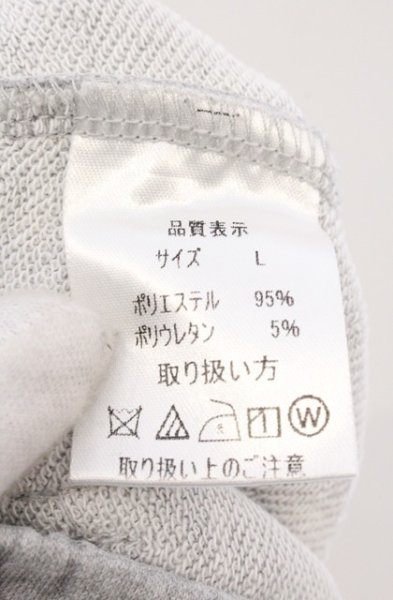 品質表示
サイズ L
ポリエステル 95%
ポリウレタン 5%
取り扱い方
W
取り扱い上のご注意